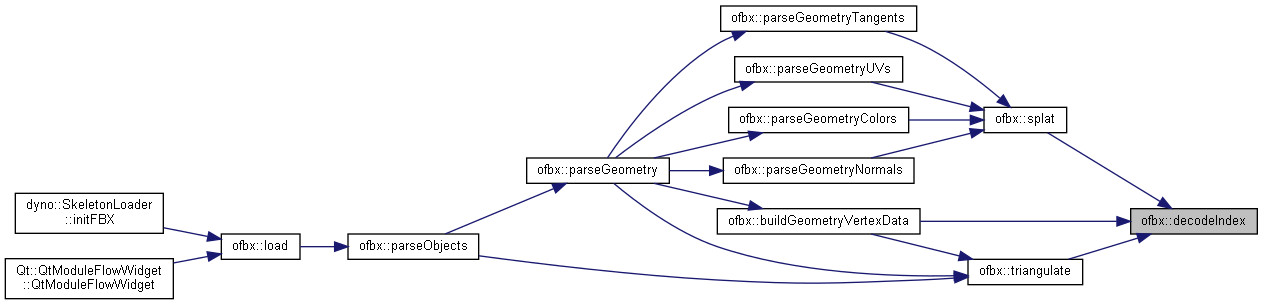 ofbx::parseGeometryTangents
ofbx::parseGeometryUVs
ofbx::parseGeometryColors
ofbx::splat
ofbx::parseGeometry
ofbx::parseGeometryNormals
dyno::SkeletonLoader
::initFBX
ofbx::buildGeometryVertexData
ofbx::decodeIndex
ofbx::load
ofbx::parseObjects
Qt::QtModuleFlowWidget
::QtModuleFlowWidget
ofbx::triangulate